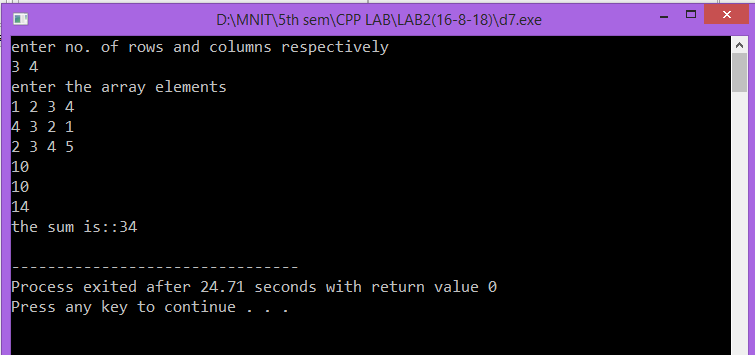 D:\MNIT\5th sem\CPP LAB\LAB2(16-8-18)\d7.exe
enter no. of rows and columns respectively
3 4
enter the array elements
1 2 3 4
4 3 2 1
2 3 4 5
10
10
14
the sum is::34
--------------------------------
Process exited after 24.71 seconds with return value 0
Press any key to continue . . .